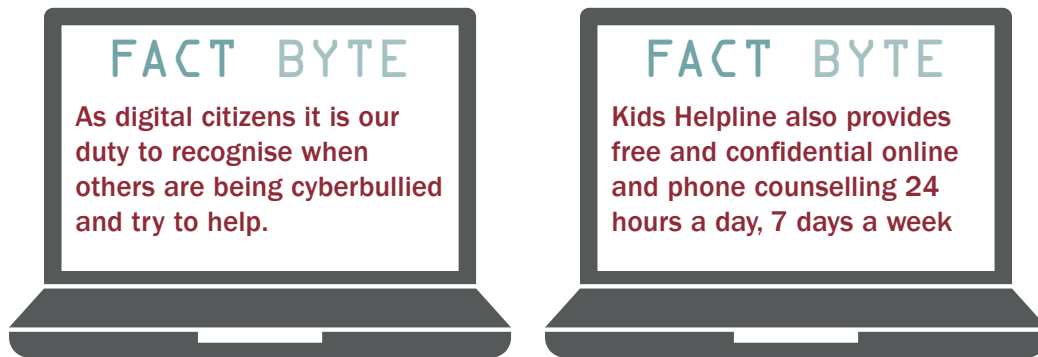 FACT BYTE
As digital citizens it is our
duty to recognise when
others are being cyberbullied
and try to help.
FACT BYTE
Kids Helpline also provides
free and confidential online
and phone counselling 24
hours a day, 7 days a week